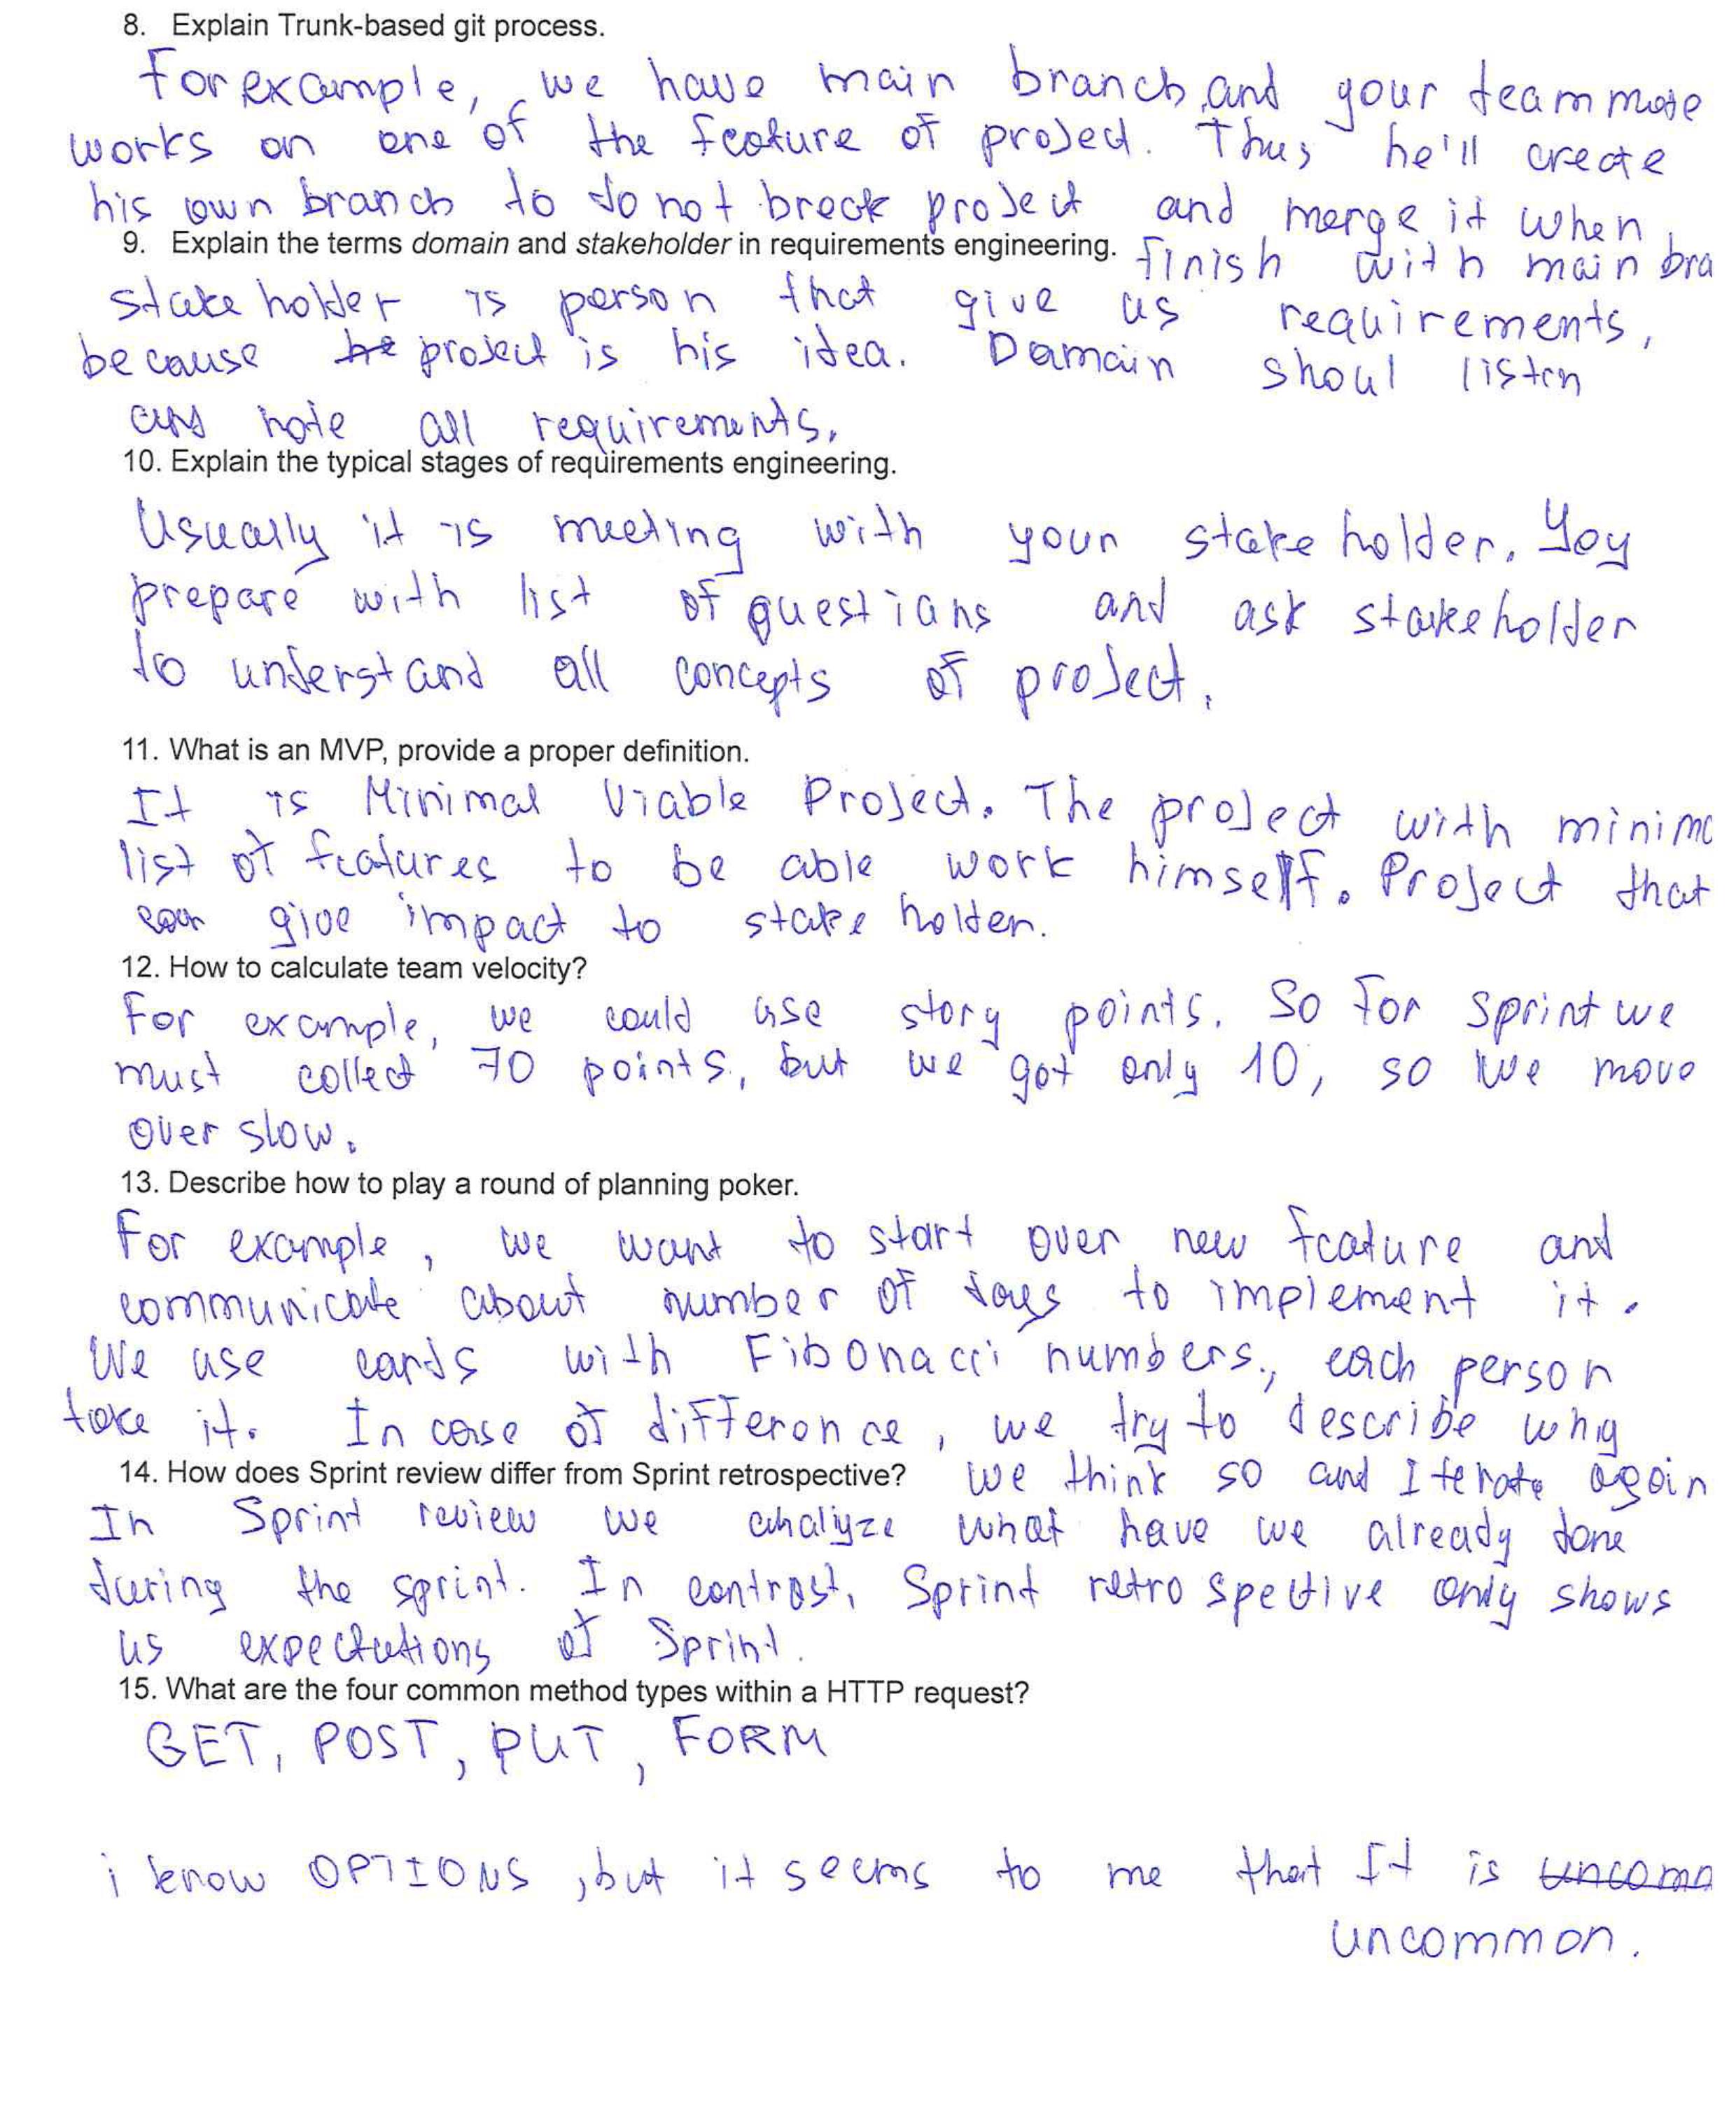 8. Explain Trunk-based git process.
For example, we have main branch and your teammate
works on one of the feature of project. Thus he'll create
his own branch to do not break project and merge it when
finish with main bra
9. Explain the terms domain and stakeholder in requirements engineering.
stakeholder is person that give us requirements,
because he project is his idea. Domain shoul listen
and note all requirements.
10. Explain the typical stages of requirements engineering.
Usually it is meeting with your stakeholder. Yoy
prepare with list of questions and ask stakeholder
to understand all concepts of project.
11. What is an MVP, provide a proper definition.
It is Minimal Viable Project. The project with minima
list of features to be able work himself. Project that
can give impact to stakeholder.
12. How to calculate team velocity?
For example, we could use story points. So for sprint we
must collect 70 points, but we got only 10, so we move
over slow.
13. Describe how to play a round of planning poker.
For example, we want to start over new feature and
communicate about number of days to implement it.
We use cards with Fibonacci numbers, each person
take it. In case of difference, we try to describe why
we think so and Iterate again
14. How does Sprint review differ from Sprint retrospective?
In Sprint review we analyze what have we already done
during the sprint. In contrast, Sprint retrospective only shows
us expectations of Sprint.
15. What are the four common method types within a HTTP request?
GET, POST, PUT, FORM
i know OPTIONS, but it seems to me that It is uncomm
uncommon.